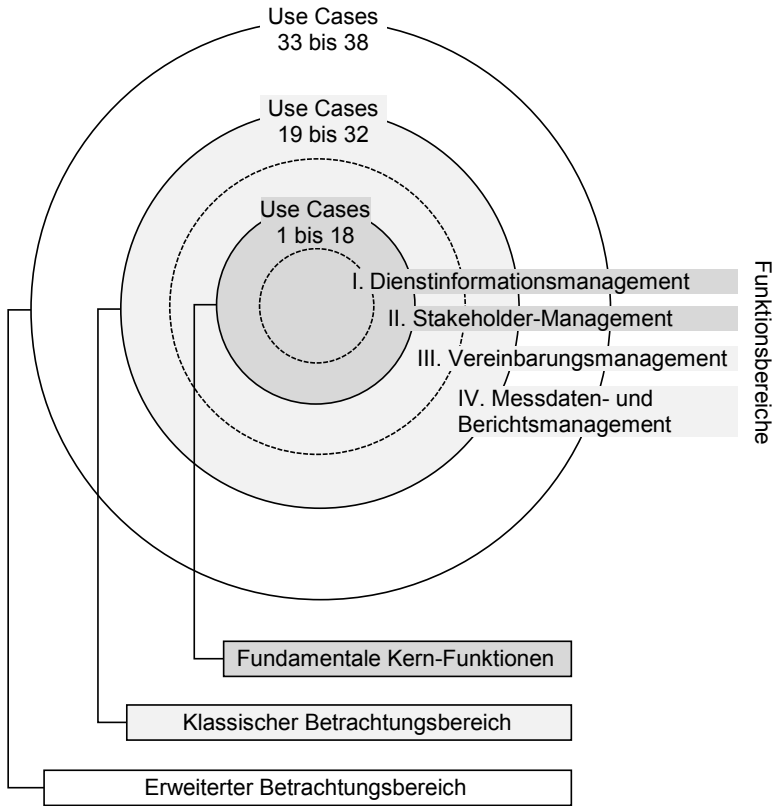 Use Cases
33 bis 38
Use Cases
19 bis 32
Use Cases
1 bis 18
I. Dienstinformationsmanagement
II. Stakeholder-Management
III. Vereinbarungsmanagement
IV. Messdaten- und
Berichtsmanagement
Funktionsbereiche
Fundamentale Kern-Funktionen
Klassischer Betrachtungsbereich
Erweiterter Betrachtungsbereich